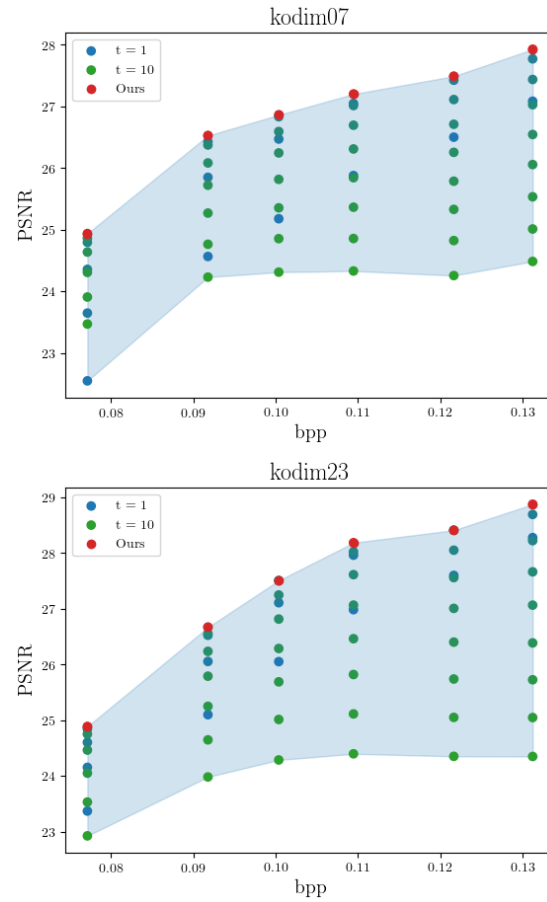 kodim07
28
27
26
25
24
23
PSNR
t = 1
t = 10
Ours
0.08 0.09 0.10 0.11 0.12 0.13
bpp
kodim23
29
28
27
26
25
24
23
PSNR
t = 1
t = 10
Ours
0.08 0.09 0.10 0.11 0.12 0.13
bpp